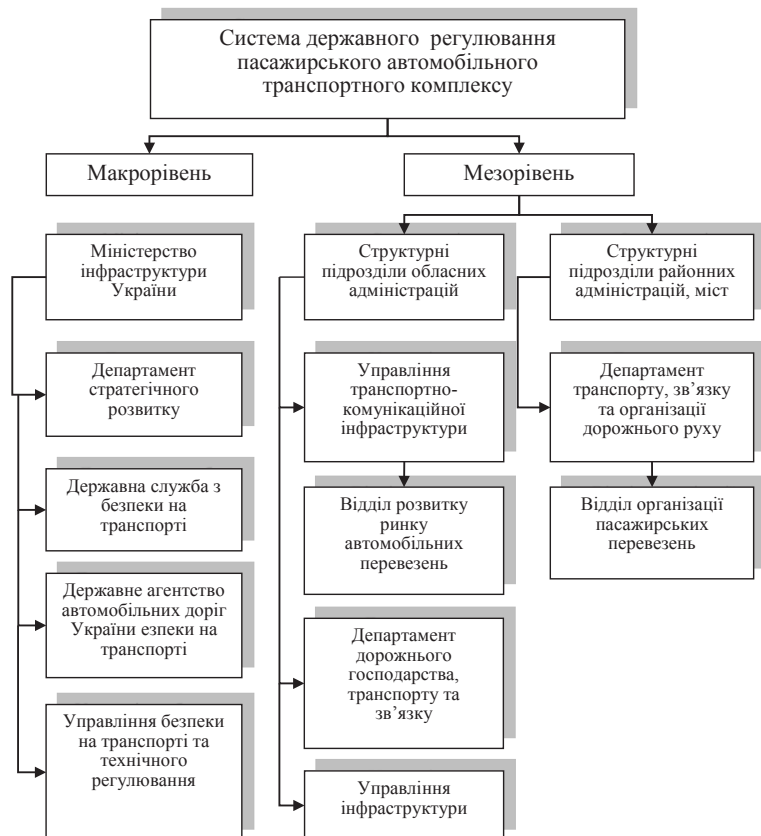 Система державного регулювання
пасажирського автомобільного
транспортного комплексу
Макрорівень
Мезорівень
Міністерство
інфраструктури
України
Департамент
стратегічного
розвитку
Державна служба з
безпеки на
транспорті
Державне агентство
автомобільних доріг
України езпеки на
транспорті
Управління безпеки
на транспорті та
технічного
регулювання
Структурні
підрозділи обласних
адміністрацій
Управління
транспортно-
комунікаційної
інфраструктури
Відділ розвитку
ринку
автомобільних
перевезень
Департамент
дорожнього
господарства,
транспорту та
зв’язку
Управління
інфраструктури
Структурні
підрозділи районних
адміністрацій, міст
Департамент
транспорту, зв’язку
та організації
дорожнього руху
Відділ організації
пасажирських
перевезень